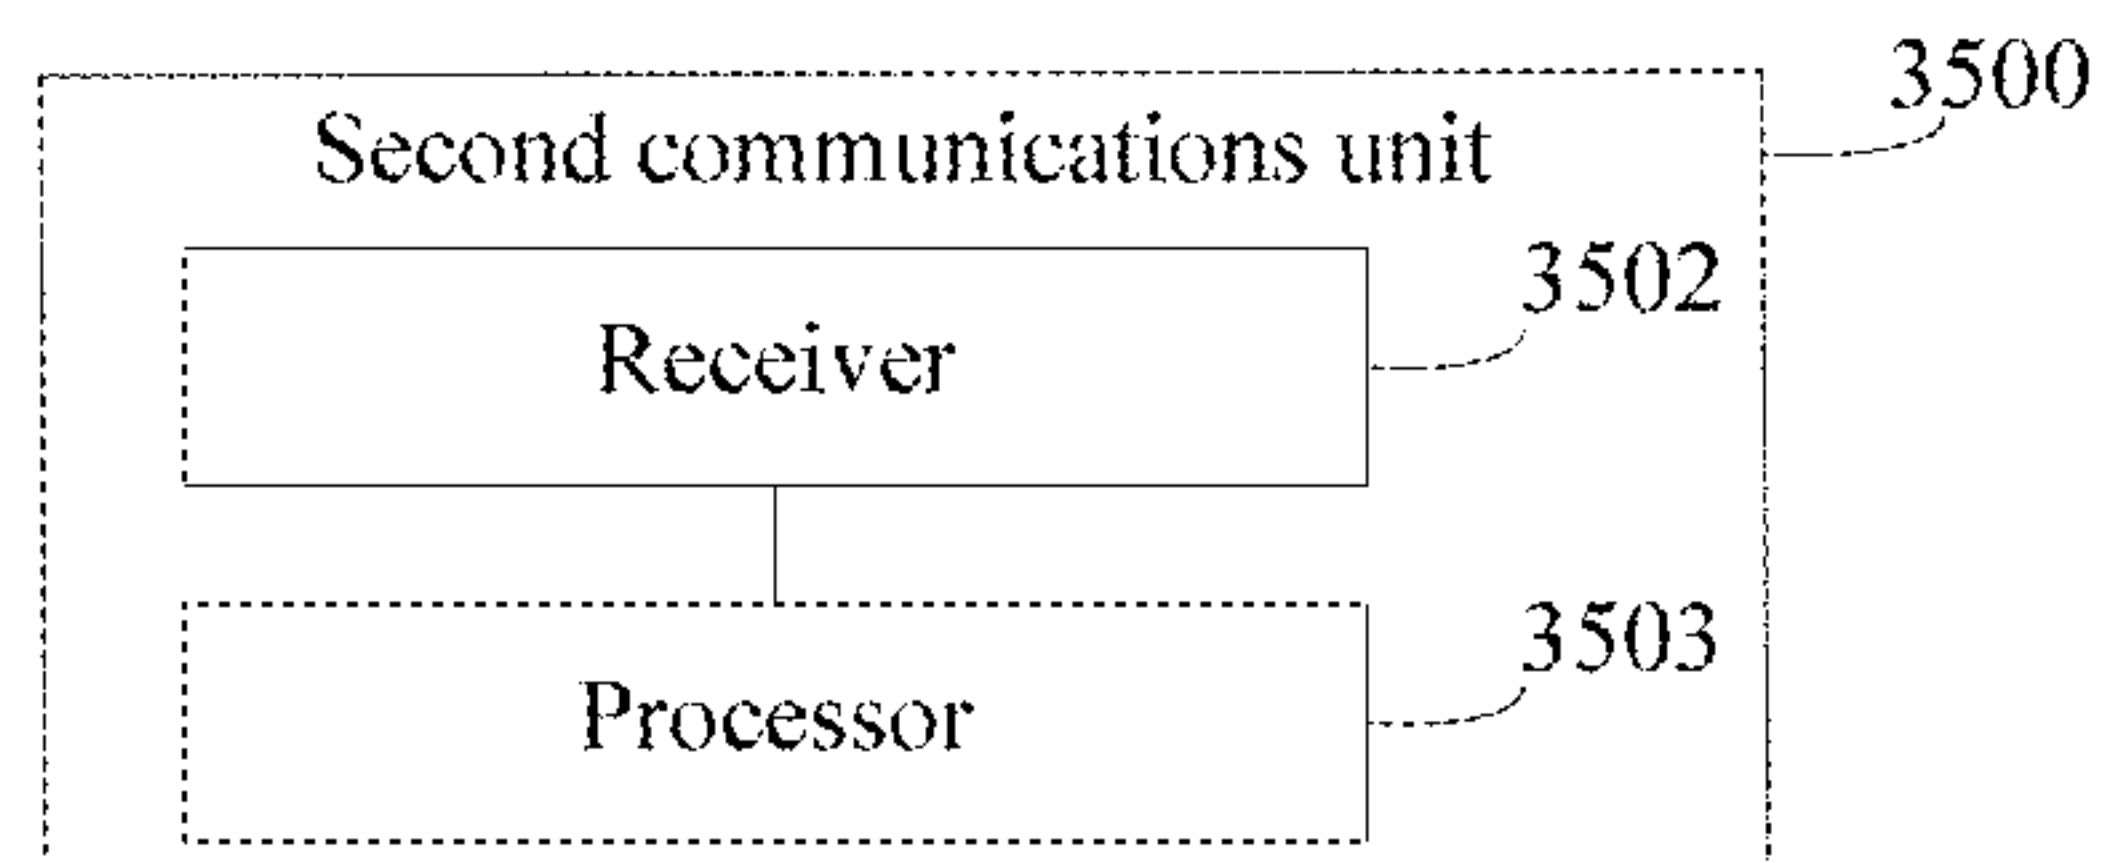 3500
Second communications unit
3502
Receiver
3503
Processor